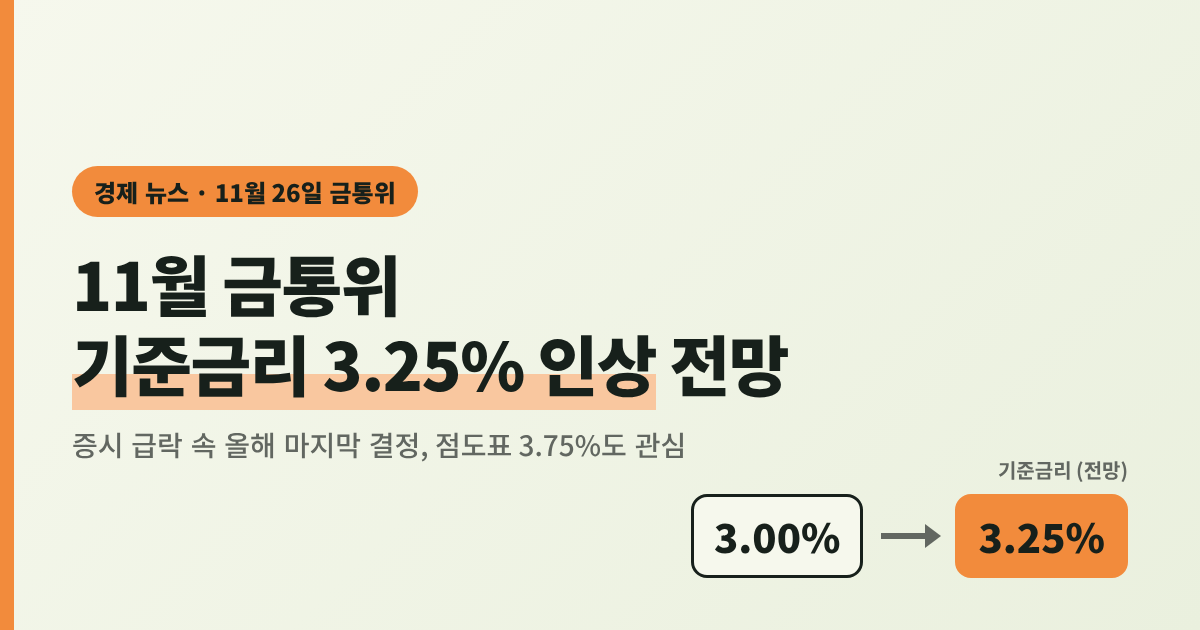 경제 뉴스 · 11월 26일 금통위
11월 금통위
기준금리 3.25% 인상 전망
증시 급락 속 올해 마지막 결정, 점도표 3.75%도 관심
기준금리 (전망)
3.00%
3.25%